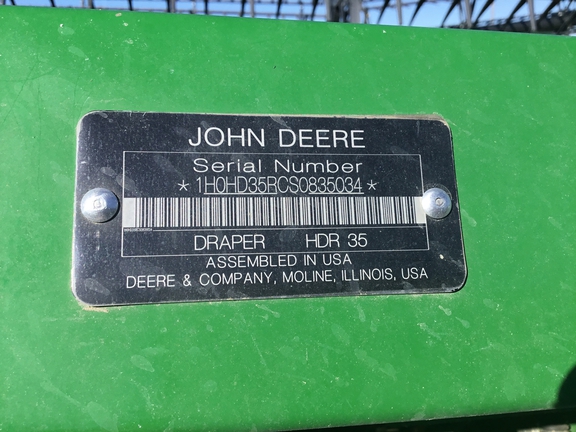 JOHN DEERE
Serial Number
*1H0HD35RCS0835034*
DRAPER HDR 35
ASSEMBLED IN USA
DEERE & COMPANY, MOLINE, ILLINOIS, USA